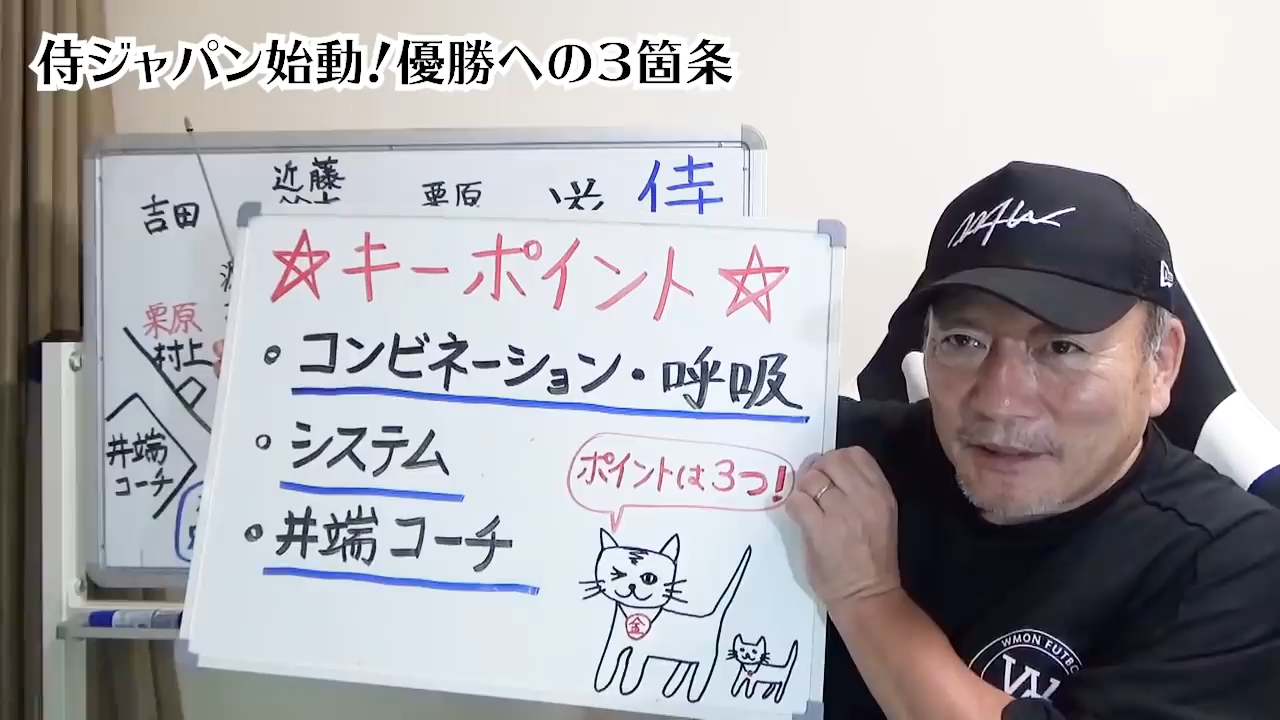 侍ジャパン始動！優勝への3箇条
吉田
近藤
栗原
侍
栗原
村上
井端
コーチ
☆キーポイント☆
・コンビネーション・呼吸
・システム
・井端コーチ
ポイントは3つ！
金
WMON FUTBO